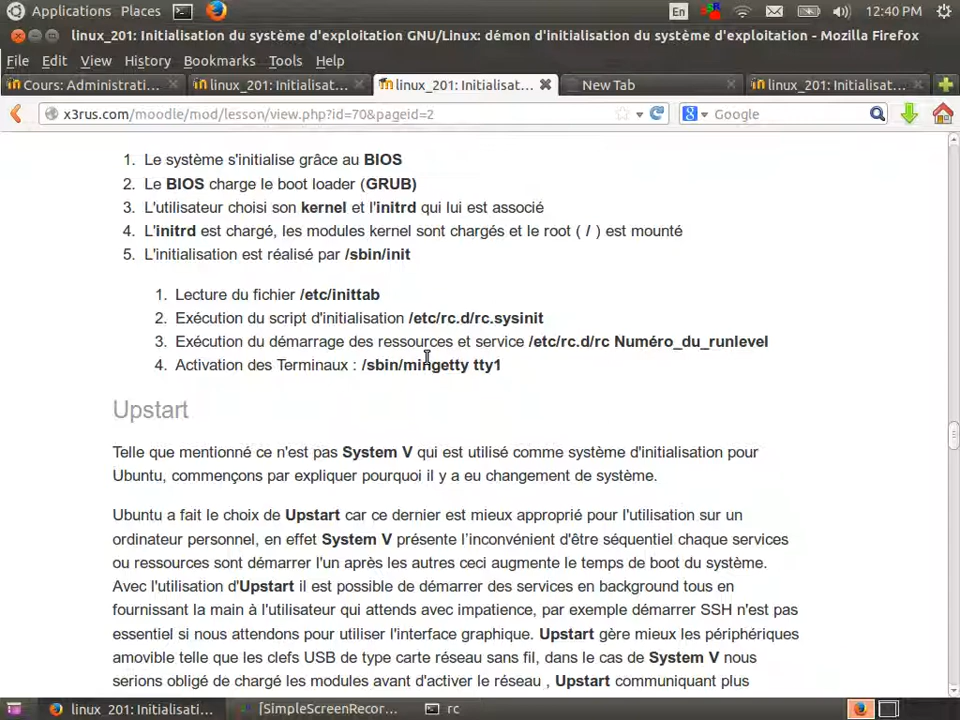 Applications Places En 12:40 PM
linux_201: Initialisation du système d'exploitation GNU/Linux: démon d'initialisation du système d'exploitation - Mozilla Firefox
File Edit View History Bookmarks Tools Help
Cours: Administrati... linux_201: Initialisati... linux_201: Initialisati... New Tab linux_201: Initialisati...
x3rus.com/moodle/mod/lesson/view.php?id=70&pageid=2 Google
1. Le système s'initialise grâce au BIOS
2. Le BIOS charge le boot loader (GRUB)
3. L'utilisateur choisi son kernel et l'initrd qui lui est associé
4. L'initrd est chargé, les modules kernel sont chargés et le root ( / ) est mounté
5. L'initialisation est réalisé par /sbin/init
1. Lecture du fichier /etc/inittab
2. Exécution du script d'initialisation /etc/rc.d/rc.sysinit
3. Exécution du démarrage des ressources et service /etc/rc.d/rc Numéro_du_runlevel
4. Activation des Terminaux : /sbin/mingetty tty1
Upstart
Telle que mentionné ce n'est pas System V qui est utilisé comme système d'initialisation pour
Ubuntu, commençons par expliquer pourquoi il y a eu changement de système.
Ubuntu a fait le choix de Upstart car ce dernier est mieux approprié pour l'utilisation sur un
ordinateur personnel, en effet System V présente l'inconvénient d'être séquentiel chaque services
ou ressources sont démarrer l'un après les autres ceci augmente le temps de boot du système.
Avec l'utilisation d'Upstart il est possible de démarrer des services en background tous en
fournissant la main à l'utilisateur qui attends avec impatience, par exemple démarrer SSH n'est pas
essentiel si nous attendons pour utiliser l'interface graphique. Upstart gère mieux les périphériques
amovible telle que les clefs USB de type carte réseau sans fil, dans le cas de System V nous
serions obligé de chargé les modules avant d'activer le réseau , Upstart communiquant plus
linux_201: Initialisati... [SimpleScreenRecor... rc